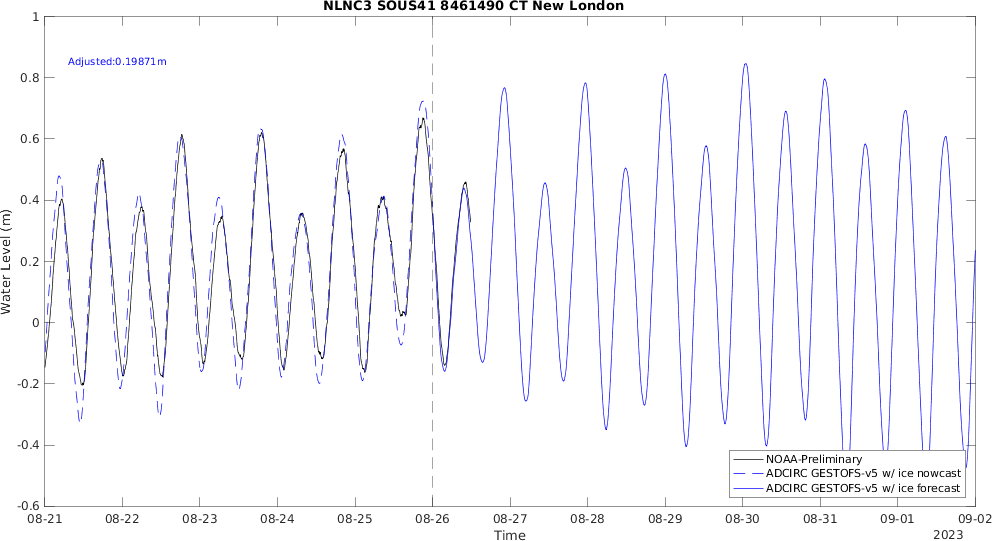 NLNC3 SOUS41 8461490 CT New London
Adjusted:0.19871m
Water Level (m)
1
0.8
0.6
0.4
0.2
0
-0.2
-0.4
-0.6
NOAA-Preliminary
ADCIRC GESTOFS-v5 w/ ice nowcast
ADCIRC GESTOFS-v5 w/ ice forecast
08-21 08-22 08-23 08-24 08-25 08-26 08-27 08-28 08-29 08-30 08-31 09-01 09-02
Time
2023